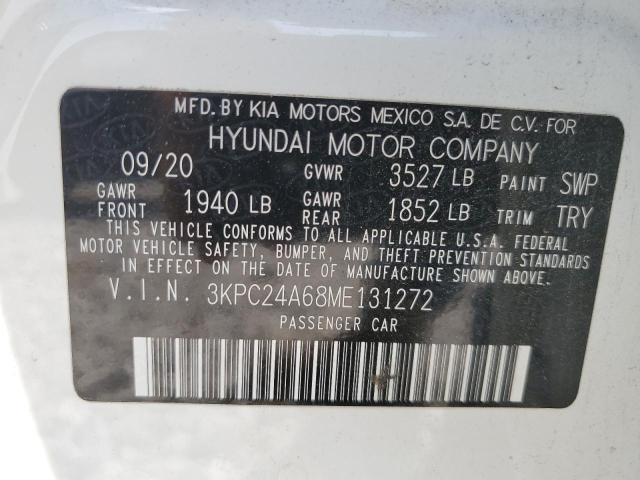 MFD. BY KIA MOTORS MEXICO S.A. DE C.V. FOR
HYUNDAI MOTOR COMPANY
09/20 GVWR 3527 LB PAINT SWP
GAWR FRONT 1940 LB GAWR REAR 1852 LB TRIM TRY
THIS VEHICLE CONFORMS TO ALL APPLICABLE U.S.A. FEDERAL
MOTOR VEHICLE SAFETY, BUMPER, AND THEFT PREVENTION STANDARDS
IN EFFECT ON THE DATE OF MANUFACTURE SHOWN ABOVE.
V.I.N. 3KPC24A68ME131272
PASSENGER CAR